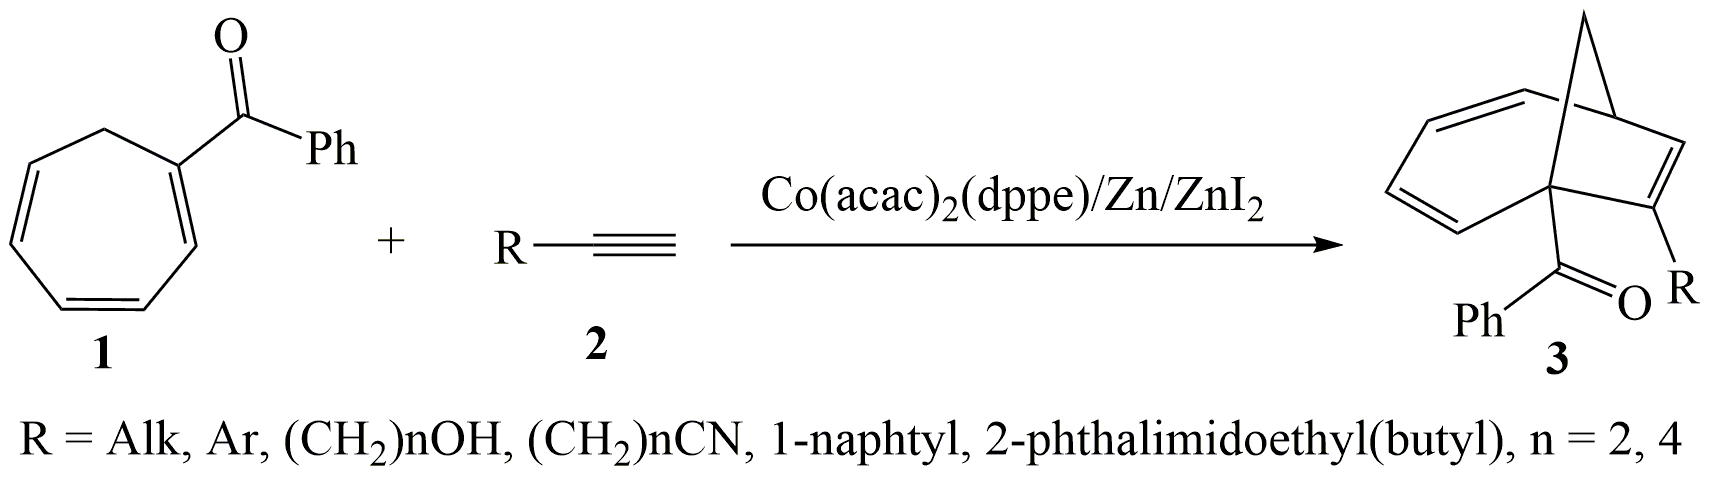 O
Ph
1
+
R
2
Co(acac)₂(dppe)/Zn/ZnI₂
R
O
Ph
3
R = Alk, Ar, (CH₂)nOH, (CH₂)nCN, 1-naphtyl, 2-phthalimidoethyl(butyl), n = 2, 4